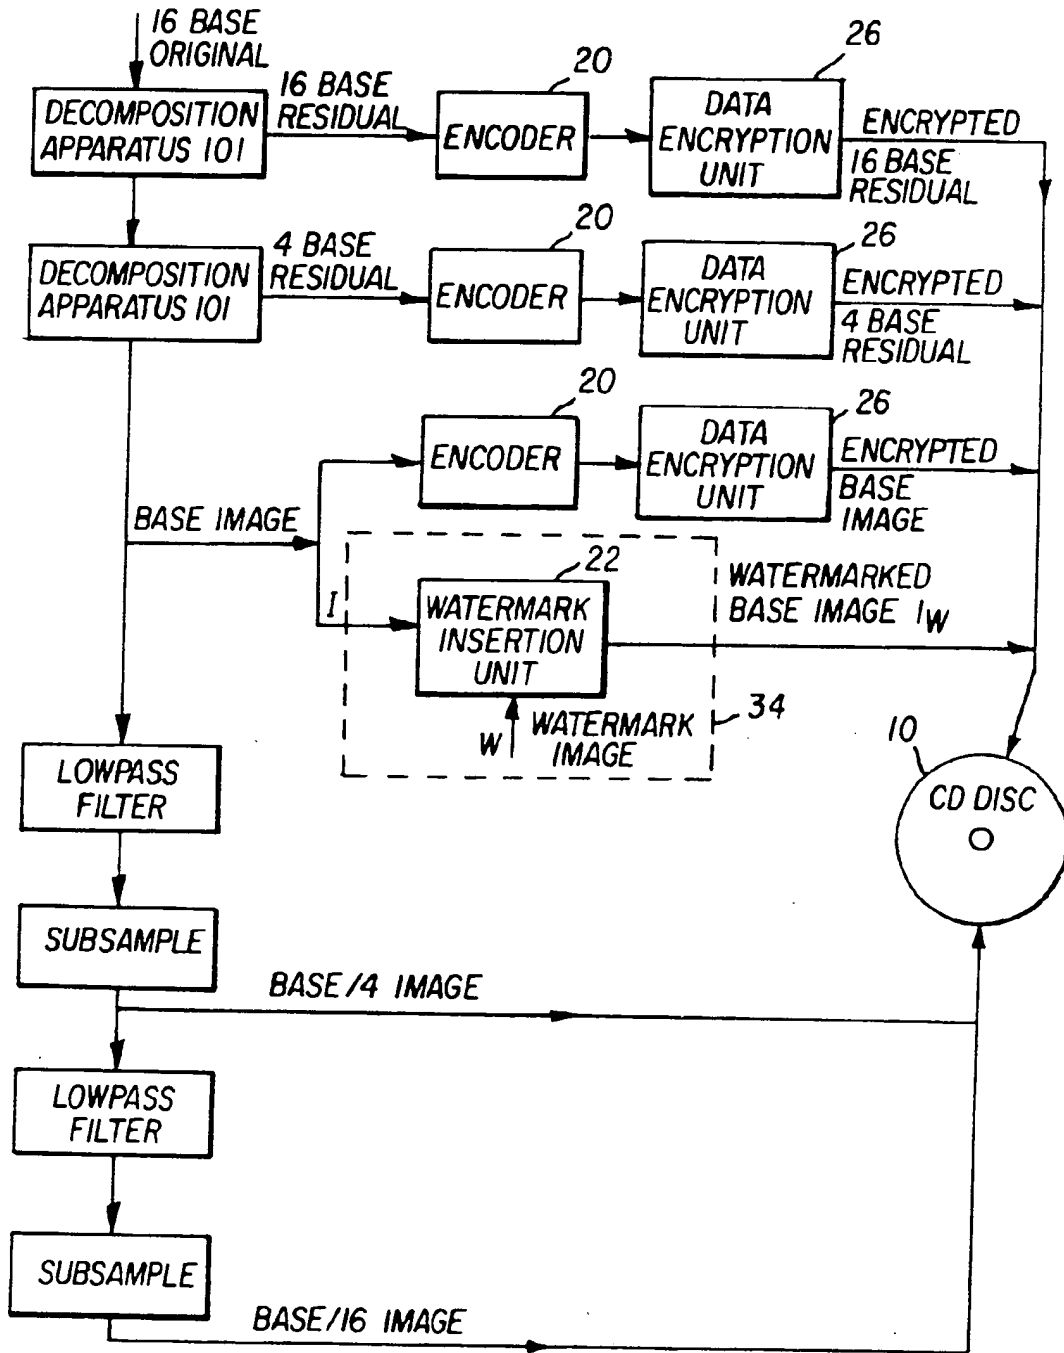 16 BASE
ORIGINAL
DECOMPOSITION
APPARATUS 101
16 BASE
RESIDUAL
20
ENCODER
26
DATA
ENCRYPTION
UNIT
ENCRYPTED
16 BASE
RESIDUAL
DECOMPOSITION
APPARATUS 101
4 BASE
RESIDUAL
20
ENCODER
26
DATA
ENCRYPTION
UNIT
ENCRYPTED
4 BASE
RESIDUAL
20
ENCODER
26
DATA
ENCRYPTION
UNIT
ENCRYPTED
BASE
IMAGE
BASE IMAGE
I
22
WATERMARK
INSERTION
UNIT
WATERMARKED
BASE IMAGE IW
W
WATERMARK
IMAGE
34
10
CD DISC
LOWPASS
FILTER
SUBSAMPLE
BASE/4 IMAGE
LOWPASS
FILTER
SUBSAMPLE
BASE/16 IMAGE